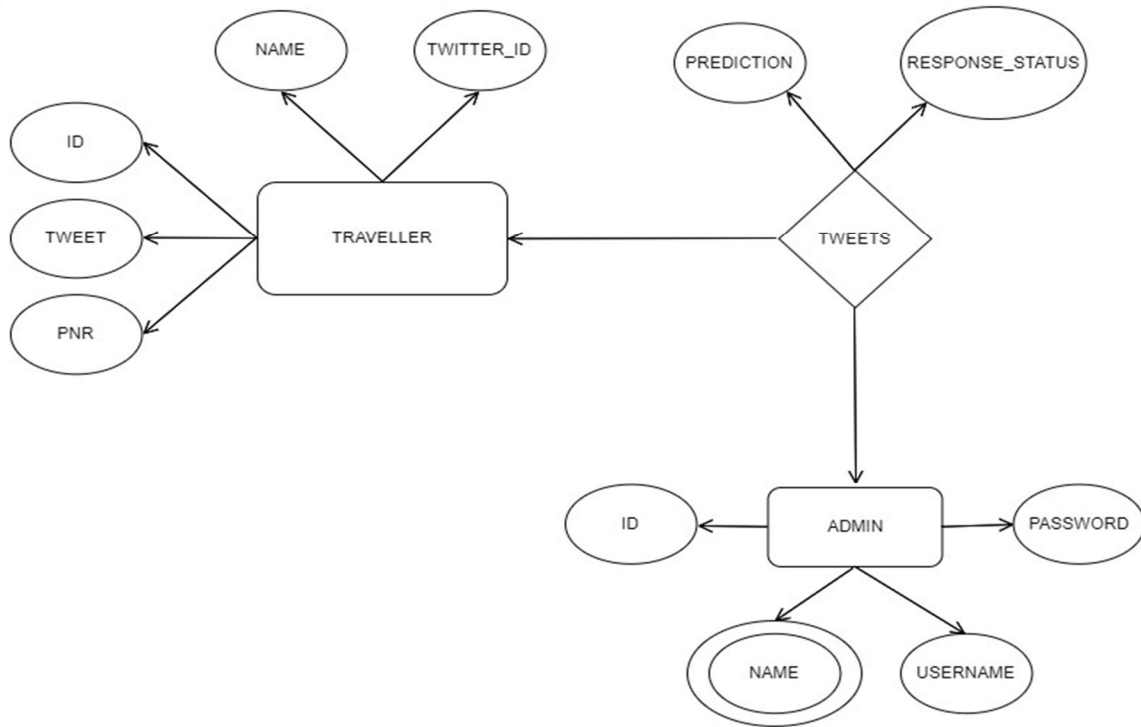 NAME
TWITTER_ID
PREDICTION
RESPONSE_STATUS
ID
TWEET
TRAVELLER
TWEETS
PNR
ID
ADMIN
PASSWORD
NAME
USERNAME